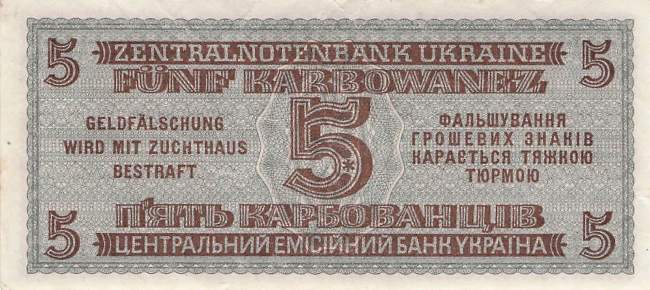 5 ZENTRALNOTENBANK UKRAINE 5
FÜNF KARBOWANEZ
5
GELDFÄLSCHUNG
WIRD MIT ZUCHTHAUS
BESTRAFT
ФАЛЬШУВАННЯ
ГРОШЕВИХ ЗНАКІВ
КАРАЄТЬСЯ ТЯЖКОЮ
ТЮРМОЮ
5 П'ЯТЬ КАРБОВАНЦІВ 5
ЦЕНТРАЛЬНИЙ ЕМІСІЙНИЙ БАНК УКРАЇНА